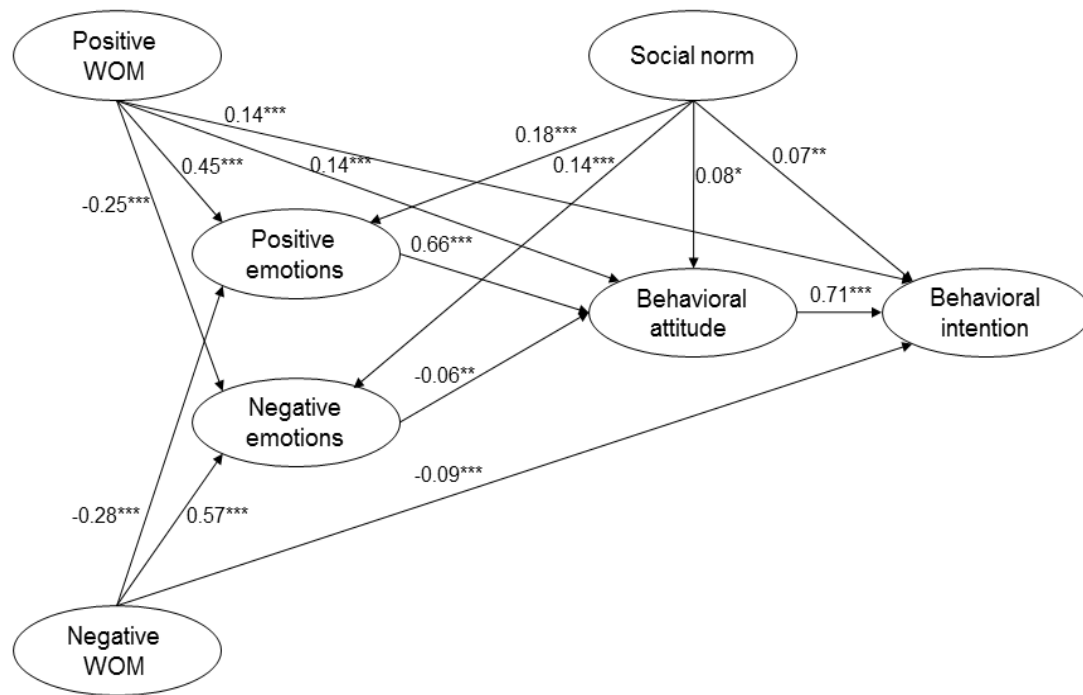 Positive
WOM
Social norm
0.14***
0.18***
0.45***
0.14***
0.14***
0.07**
0.08*
-0.25***
Positive
emotions
0.66***
Behavioral
attitude
0.71***
Behavioral
intention
-0.06**
Negative
emotions
-0.09***
-0.28***
0.57***
Negative
WOM